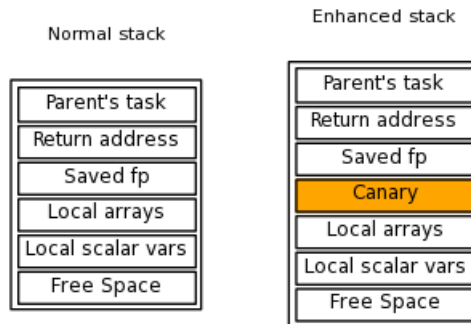 Normal stack
Parent's task
Return address
Saved fp
Local arrays
Local scalar vars
Free Space
Enhanced stack
Parent's task
Return address
Saved fp
Canary
Local arrays
Local scalar vars
Free Space